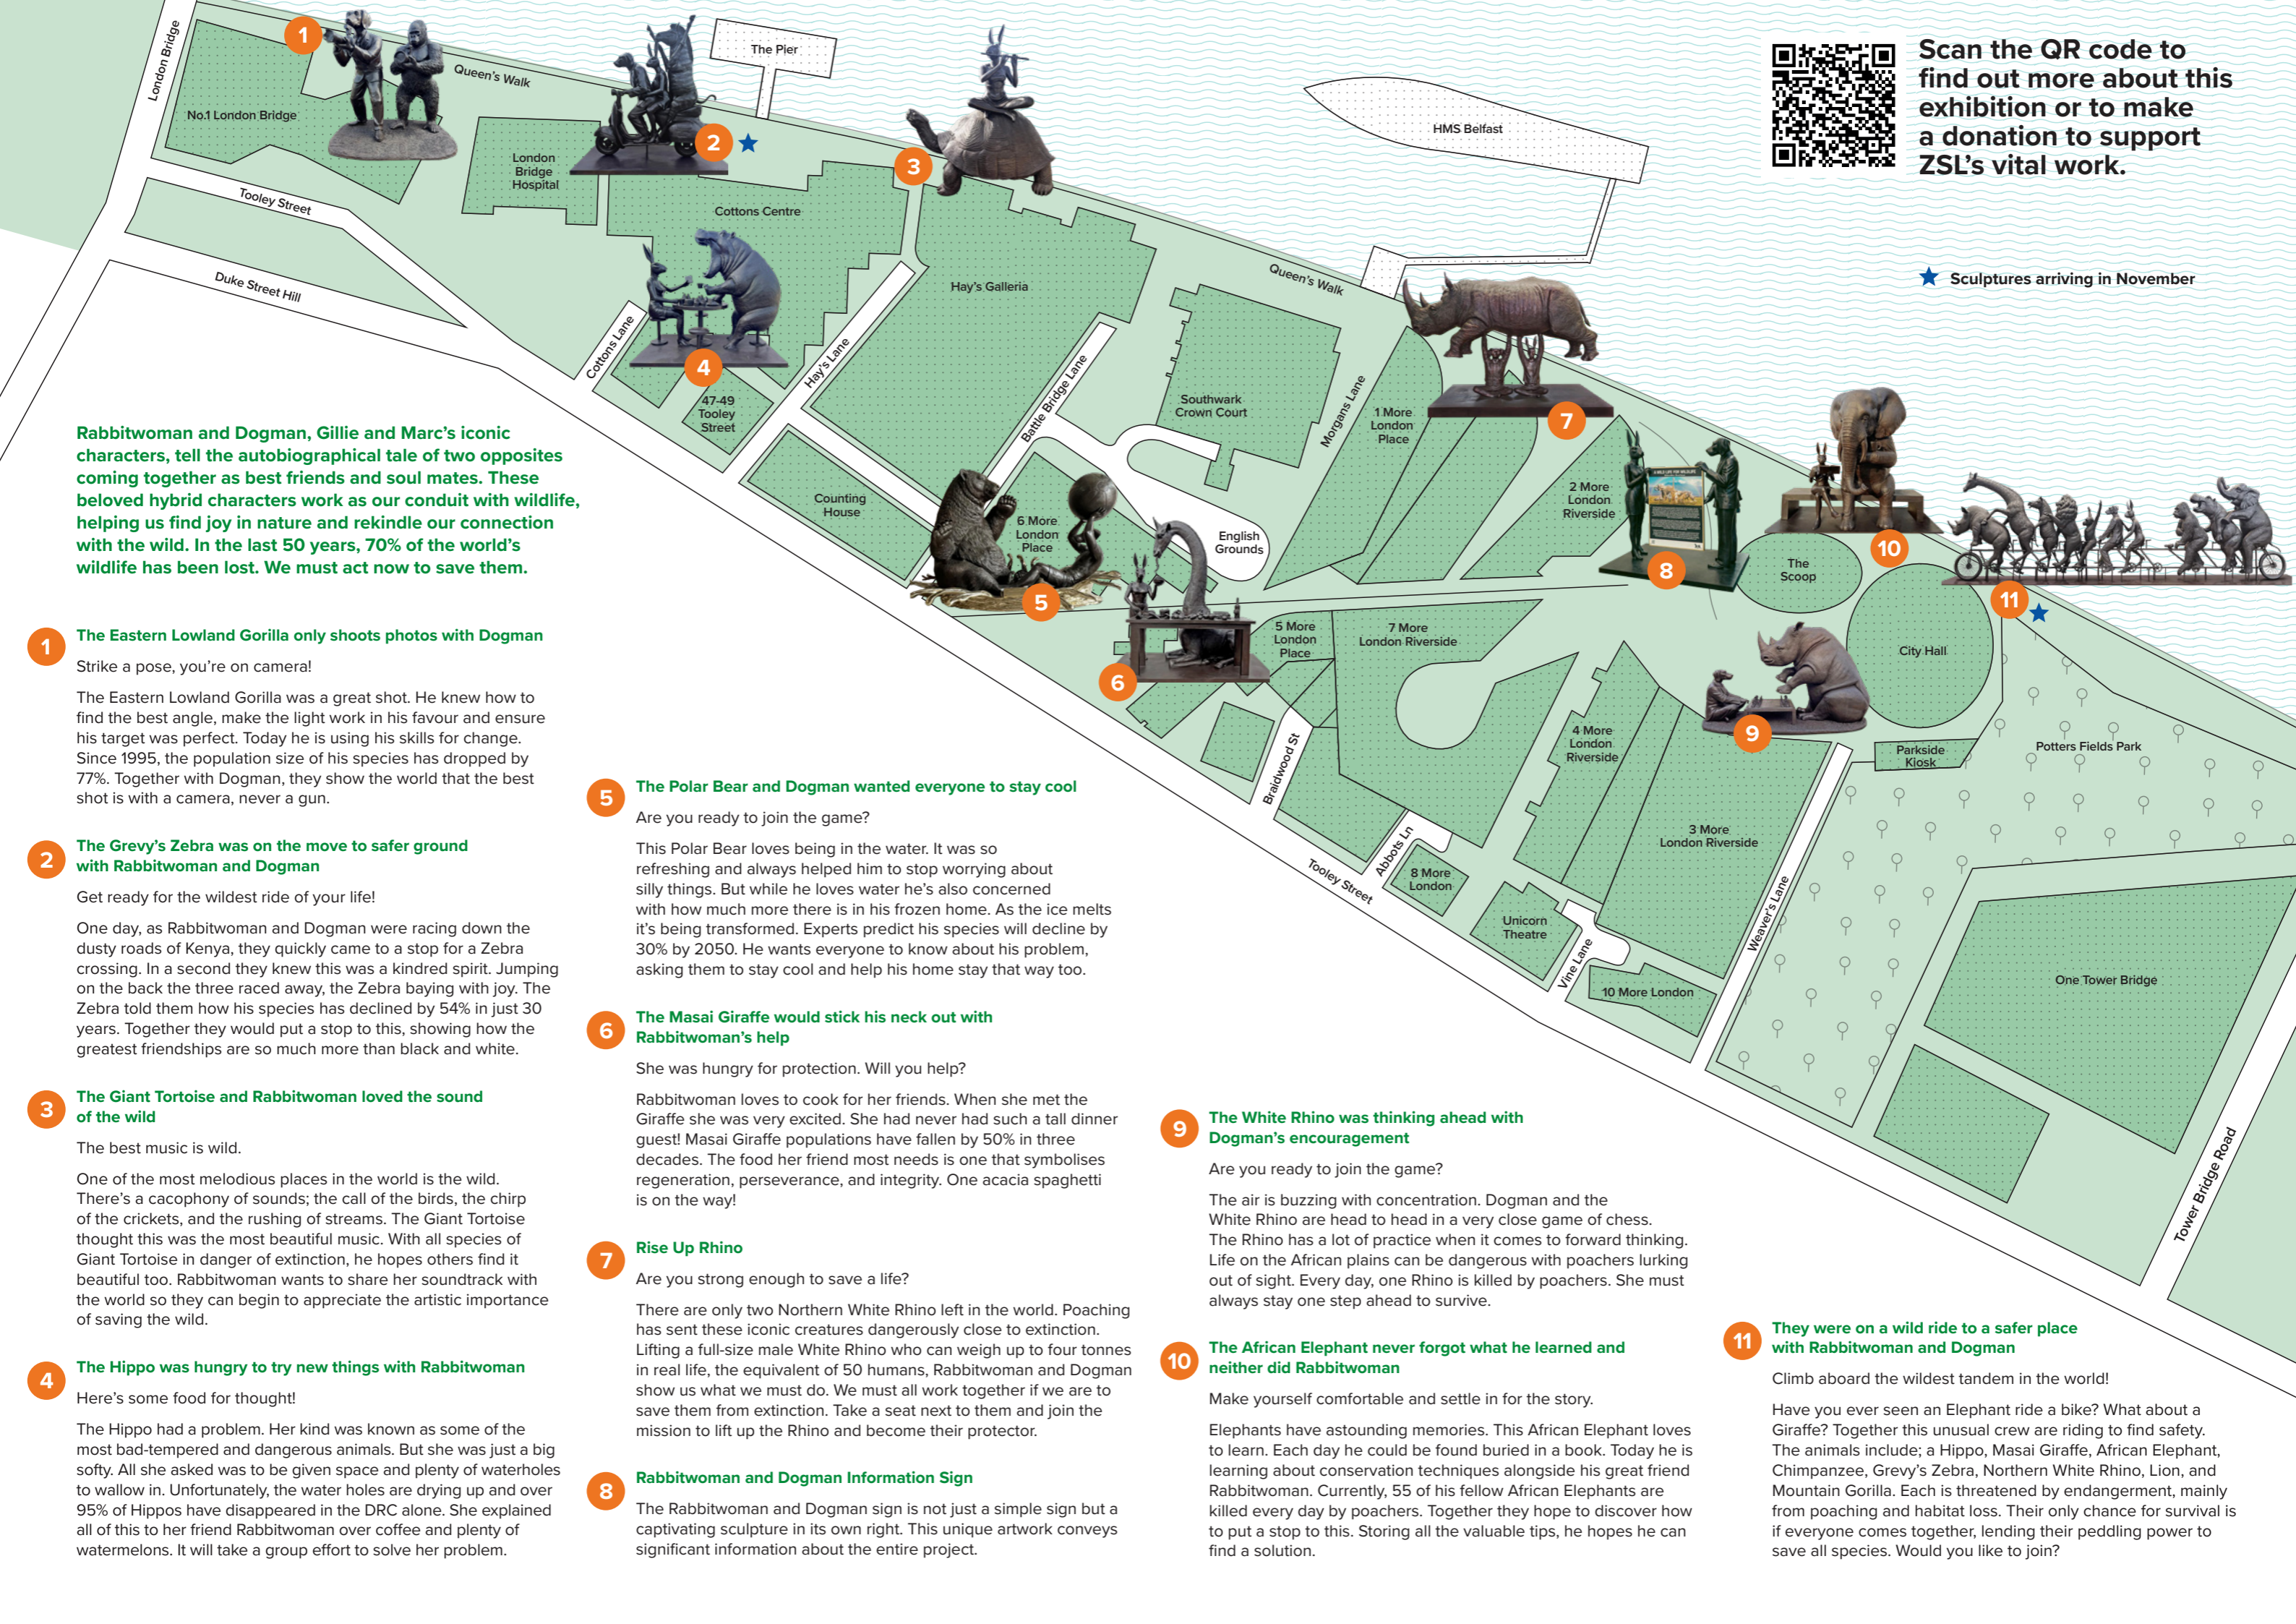 London Bridge
1
No.1 London Bridge
Queen's Walk
London
Bridge
Hospital
2
The Pier
3
Cottons Centre
Tooley Street
Duke Street Hill
Cottons Lane
4
47-49
Tooley
Street
Hay's Lane
Hay's Galleria
Battle Bridge Lane
Counting
House
HMS Belfast
Queen's Walk
Southwark
Crown Court
Morgans Lane
1 More
London
Place
7
2 More
London
Riverside
8
10
The
Scoop
11
City Hall
English
Grounds
6 More
London
Place
5
6
5 More
London
Place
7 More
London Riverside
4 More
London
Riverside
9
Parkside
Kiosk
Potters Fields Park
3 More
London Riverside
Braidwood St
Tooley Street
Abbots Ln
8 More
London
Unicorn
Theatre
Vine Lane
10 More London
Weaver's Lane
One Tower Bridge
Tower Bridge Road
Scan the QR code to
find out more about this
exhibition or to make
a donation to support
ZSL's vital work.
Sculptures arriving in November
Rabbitwoman and Dogman, Gillie and Marc's iconic
characters, tell the autobiographical tale of two opposites
coming together as best friends and soul mates. These
beloved hybrid characters work as our conduit with wildlife,
helping us find joy in nature and rekindle our connection
with the wild. In the last 50 years, 70% of the world's
wildlife has been lost. We must act now to save them.
1
The Eastern Lowland Gorilla only shoots photos with Dogman
Strike a pose, you're on camera!
The Eastern Lowland Gorilla was a great shot. He knew how to
find the best angle, make the light work in his favour and ensure
his target was perfect. Today he is using his skills for change.
Since 1995, the population size of his species has dropped by
77%. Together with Dogman, they show the world that the best
shot is with a camera, never a gun.
2
The Grevy's Zebra was on the move to safer ground
with Rabbitwoman and Dogman
Get ready for the wildest ride of your life!
One day, as Rabbitwoman and Dogman were racing down the
dusty roads of Kenya, they quickly came to a stop for a Zebra
crossing. In a second they knew this was a kindred spirit. Jumping
on the back the three raced away, the Zebra baying with joy. The
Zebra told them how his species has declined by 54% in just 30
years. Together they would put a stop to this, showing how the
greatest friendships are so much more than black and white.
3
The Giant Tortoise and Rabbitwoman loved the sound
of the wild
The best music is wild.
One of the most melodious places in the world is the wild.
There's a cacophony of sounds; the call of the birds, the chirp
of the crickets, and the rushing of streams. The Giant Tortoise
thought this was the most beautiful music. With all species of
Giant Tortoise in danger of extinction, he hopes others find it
beautiful too. Rabbitwoman wants to share her soundtrack with
the world so they can begin to appreciate the artistic importance
of saving the wild.
4
The Hippo was hungry to try new things with Rabbitwoman
Here's some food for thought!
The Hippo had a problem. Her kind was known as some of the
most bad-tempered and dangerous animals. But she was just a big
softy. All she asked was to be given space and plenty of waterholes
to wallow in. Unfortunately, the water holes are drying up and over
95% of Hippos have disappeared in the DRC alone. She explained
all of this to her friend Rabbitwoman over coffee and plenty of
watermelons. It will take a group effort to solve her problem.
5
The Polar Bear and Dogman wanted everyone to stay cool
Are you ready to join the game?
This Polar Bear loves being in the water. It was so
refreshing and always helped him to stop worrying about
silly things. But while he loves water he's also concerned
with how much more there is in his frozen home. As the ice melts
it's being transformed. Experts predict his species will decline by
30% by 2050. He wants everyone to know about his problem,
asking them to stay cool and help his home stay that way too.
6
The Masai Giraffe would stick his neck out with
Rabbitwoman's help
She was hungry for protection. Will you help?
Rabbitwoman loves to cook for her friends. When she met the
Giraffe she was very excited. She had never had such a tall dinner
guest! Masai Giraffe populations have fallen by 50% in three
decades. The food her friend most needs is one that symbolises
regeneration, perseverance, and integrity. One acacia spaghetti
is on the way!
7
Rise Up Rhino
Are you strong enough to save a life?
There are only two Northern White Rhino left in the world. Poaching
has sent these iconic creatures dangerously close to extinction.
Lifting a full-size male White Rhino who can weigh up to four tonnes
in real life, the equivalent of 50 humans, Rabbitwoman and Dogman
show us what we must do. We must all work together if we are to
save them from extinction. Take a seat next to them and join the
mission to lift up the Rhino and become their protector.
8
Rabbitwoman and Dogman Information Sign
The Rabbitwoman and Dogman sign is not just a simple sign but a
captivating sculpture in its own right. This unique artwork conveys
significant information about the entire project.
9
The White Rhino was thinking ahead with
Dogman's encouragement
Are you ready to join the game?
The air is buzzing with concentration. Dogman and the
White Rhino are head to head in a very close game of chess.
The Rhino has a lot of practice when it comes to forward thinking.
Life on the African plains can be dangerous with poachers lurking
out of sight. Every day, one Rhino is killed by poachers. She must
always stay one step ahead to survive.
10
The African Elephant never forgot what he learned and
neither did Rabbitwoman
Make yourself comfortable and settle in for the story.
Elephants have astounding memories. This African Elephant loves
to learn. Each day he could be found buried in a book. Today he is
learning about conservation techniques alongside his great friend
Rabbitwoman. Currently, 55 of his fellow African Elephants are
killed every day by poachers. Together they hope to discover how
to put a stop to this. Storing all the valuable tips, he hopes he can
find a solution.
11
They were on a wild ride to a safer place
with Rabbitwoman and Dogman
Climb aboard the wildest tandem in the world!
Have you ever seen an Elephant ride a bike? What about a
Giraffe? Together this unusual crew are riding to find safety.
The animals include; a Hippo, Masai Giraffe, African Elephant,
Chimpanzee, Grevy's Zebra, Northern White Rhino, Lion, and
Mountain Gorilla. Each is threatened by endangerment, mainly
from poaching and habitat loss. Their only chance for survival is
if everyone comes together, lending their peddling power to
save all species. Would you like to join?